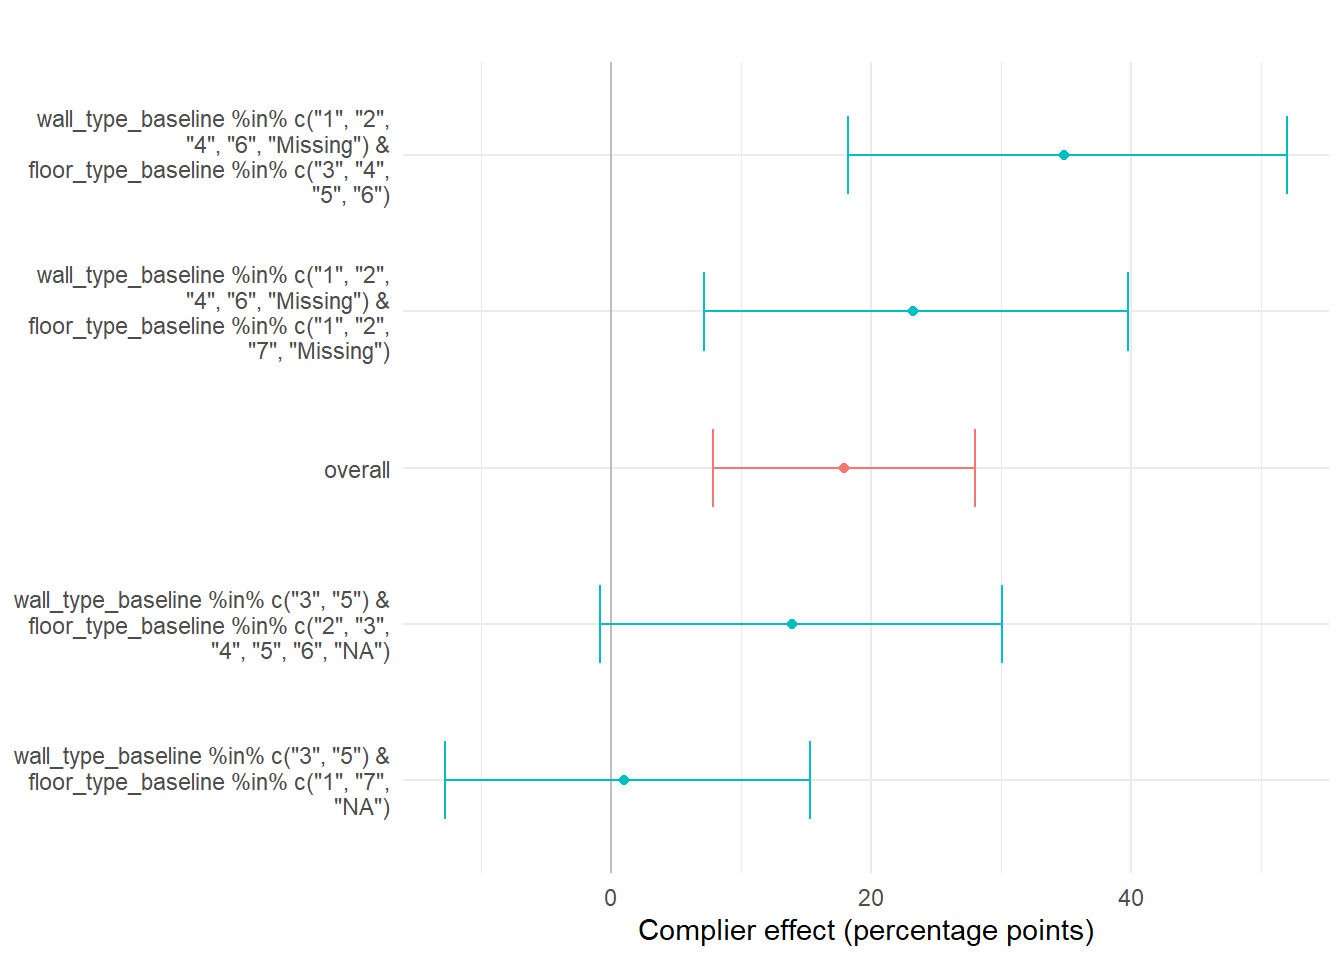 wall_type_baseline %in% c("1", "2",
"4", "6", "Missing") &
floor_type_baseline %in% c("3", "4",
"5", "6")
wall_type_baseline %in% c("1", "2",
"4", "6", "Missing") &
floor_type_baseline %in% c("1", "2",
"7", "Missing")
overall
wall_type_baseline %in% c("3", "5") &
floor_type_baseline %in% c("2", "3",
"4", "5", "6", "NA")
wall_type_baseline %in% c("3", "5") &
floor_type_baseline %in% c("1", "7",
"NA")
0 20 40
Complier effect (percentage points)